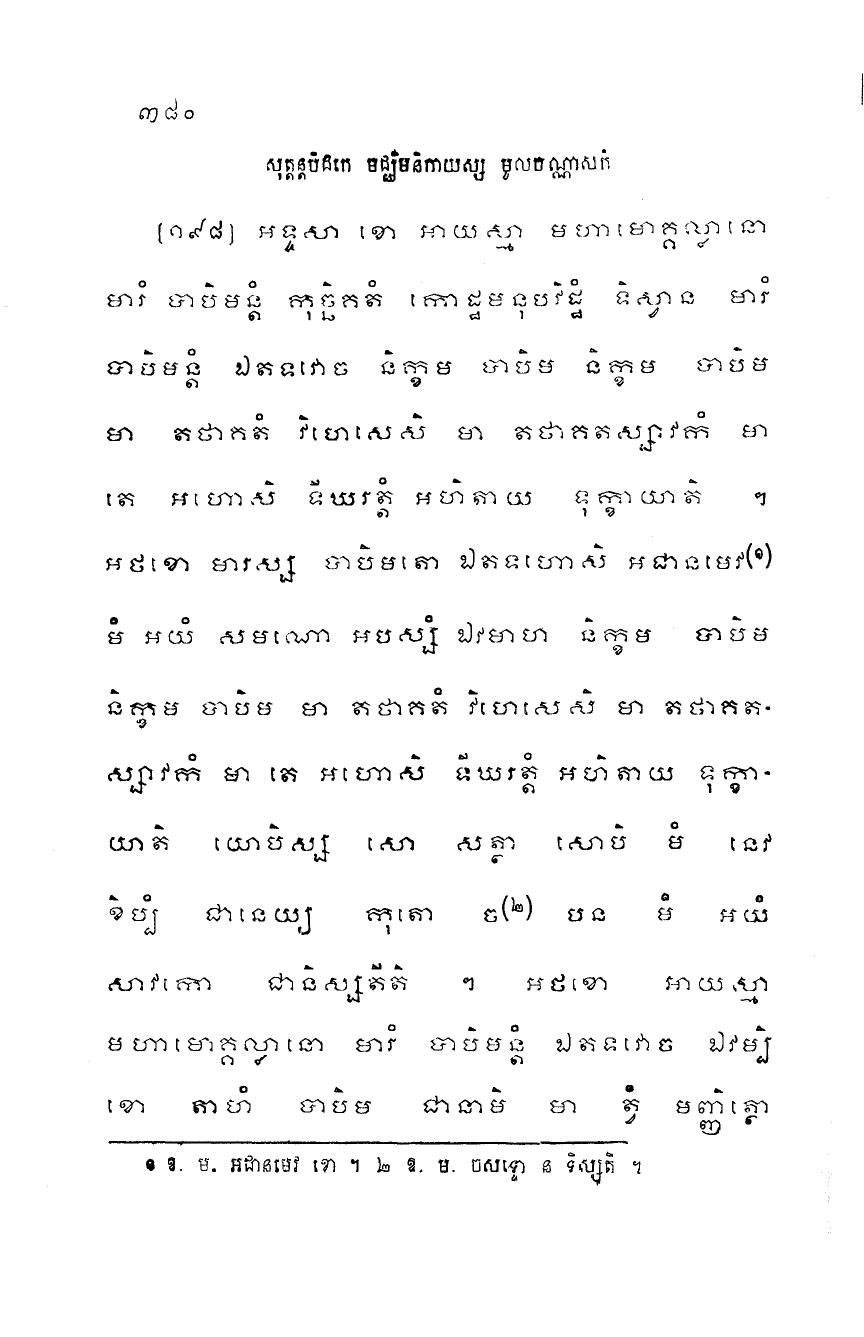 ៣៨០
សុត្តន្តបិដកេ មជ្ឈិមនិកាយស្ស មូលបណ្ណាសកំ
[១៩៨] អទ្ទសា ខោ អាយស្មា មហាមោគ្គល្លានោ
មារំ បាបិមន្តំ កុច្ឆិគតំ កោដ្ឋមនុបវិដ្ឋំ ទិស្វាន មារំ
បាបិមន្តំ ឯតទវោច និក្ខម បាបិម និក្ខម បាបិម
មា តថាគតំ វិហេសេសិ មា តថាគតស្សាវកំ មា
តេ អហោសិ ទីឃរត្តំ អហិតាយ ទុក្ខាយាតិ ។
អថខោ មារស្ស បាបិមតោ ឯតទហោសិ អជានមេវ(១)
មំ អយំ សមណោ អបស្សំ ឯវមាហ និក្ខម បាបិម
និក្ខម បាបិម មា តថាគតំ វិហេសេសិ មា តថាគត-
ស្សាវកំ មា តេ អហោសិ ទីឃរត្តំ អហិតាយ ទុក្ខា-
យាតិ យោបិស្ស សោ សត្ថា សោបិ មំ នេវ
ខិប្បំ ជានេយ្យ កុតោ ច(២) បន មំ អយំ
សាវកោ ជានិស្សតីតិ ។ អថខោ អាយស្មា
មហាមោគ្គល្លានោ មារំ បាបិមន្តំ ឯតទវោច ឯវម្បិ
ខោ តាហំ បាបិម ជានាមិ មា ត្វំ មញ្ញិត្ថោ
១ ឱ. ម. អជានមេវ ខោ ។ ២ ឱ. ម. ចសទ្ទោ ន ទិស្សតិ ។